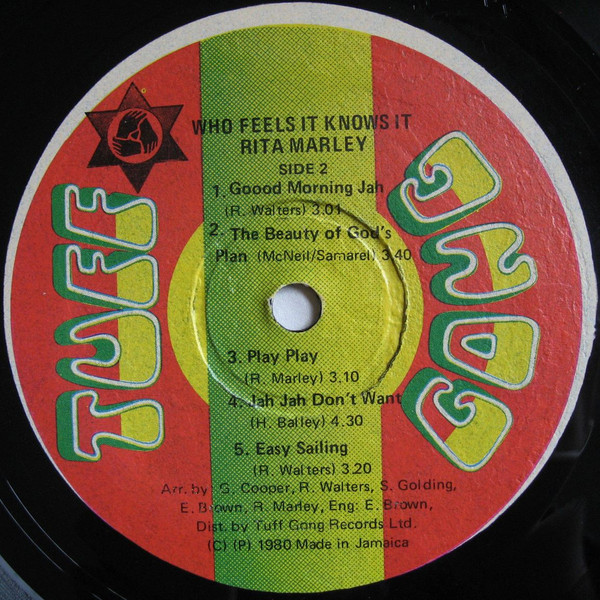 TUFF
GONG
WHO FEELS IT KNOWS IT
RITA MARLEY
SIDE 2
1. Goood Morning Jah
(R. Walters) 3.01
2. The Beauty of God's
Plan (McNeil/Samarel) 3.40
3. Play Play
(R. Marley) 3.10
4. Jah Jah Don't Want
(H. Balley) 4.30
5. Easy Sailing
(R. Walters) 3.20
Arr. by: G. Cooper, R. Walters, S. Golding,
E. Brown, R. Marley, Eng: E. Brown,
Dist. by Tuff Gong Records Ltd.
(C) (P) 1980 Made in Jamaica